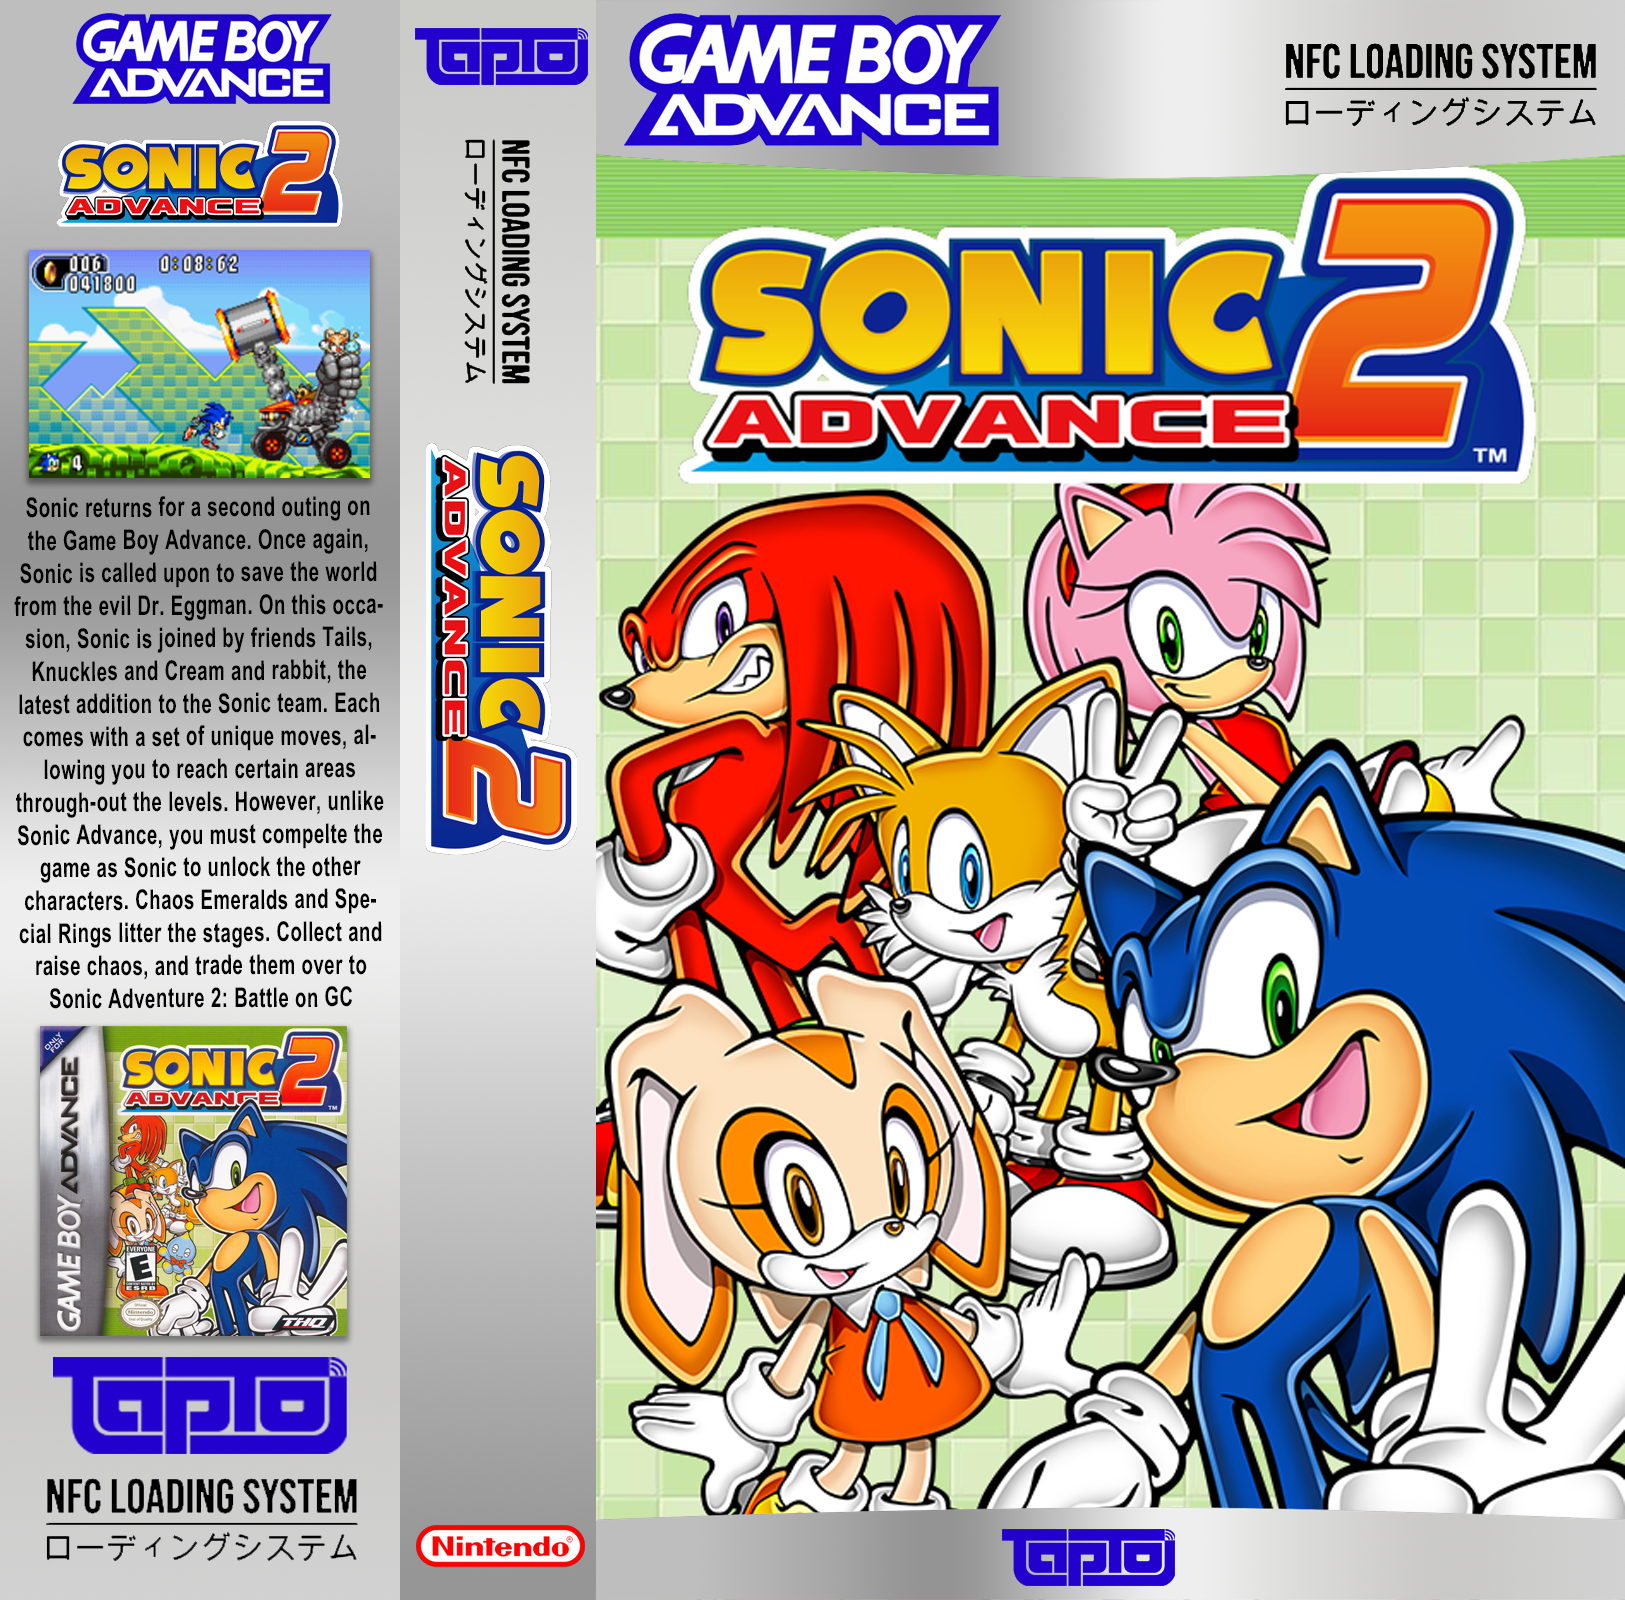 GAME BOY
ADVANCE
SONIC 2
ADVANCE
006
0:08:62
041800
4
Sonic returns for a second outing on
the Game Boy Advance. Once again,
Sonic is called upon to save the world
from the evil Dr. Eggman. On this occa-
sion, Sonic is joined by friends Tails,
Knuckles and Cream and rabbit, the
latest addition to the Sonic team. Each
comes with a set of unique moves, al-
lowing you to reach certain areas
through-out the levels. However, unlike
Sonic Advance, you must compelte the
game as Sonic to unlock the other
characters. Chaos Emeralds and Spe-
cial Rings litter the stages. Collect and
raise chaos, and trade them over to
Sonic Adventure 2: Battle on GC
ONLY
FOR
GAME BOY ADVANCE
SONIC 2
ADVANCE
TM
EVERYONE
E
ESRB
Nintendo
THQ
TapTo
NFC LOADING SYSTEM
ローディングシステム
TapTo
NFC LOADING SYSTEM
ローディングシステム
SONIC 2
ADVANCE
Nintendo®
GAME BOY
ADVANCE
NFC LOADING SYSTEM
ローディングシステム
SONIC 2
ADVANCE
TM
TapTo